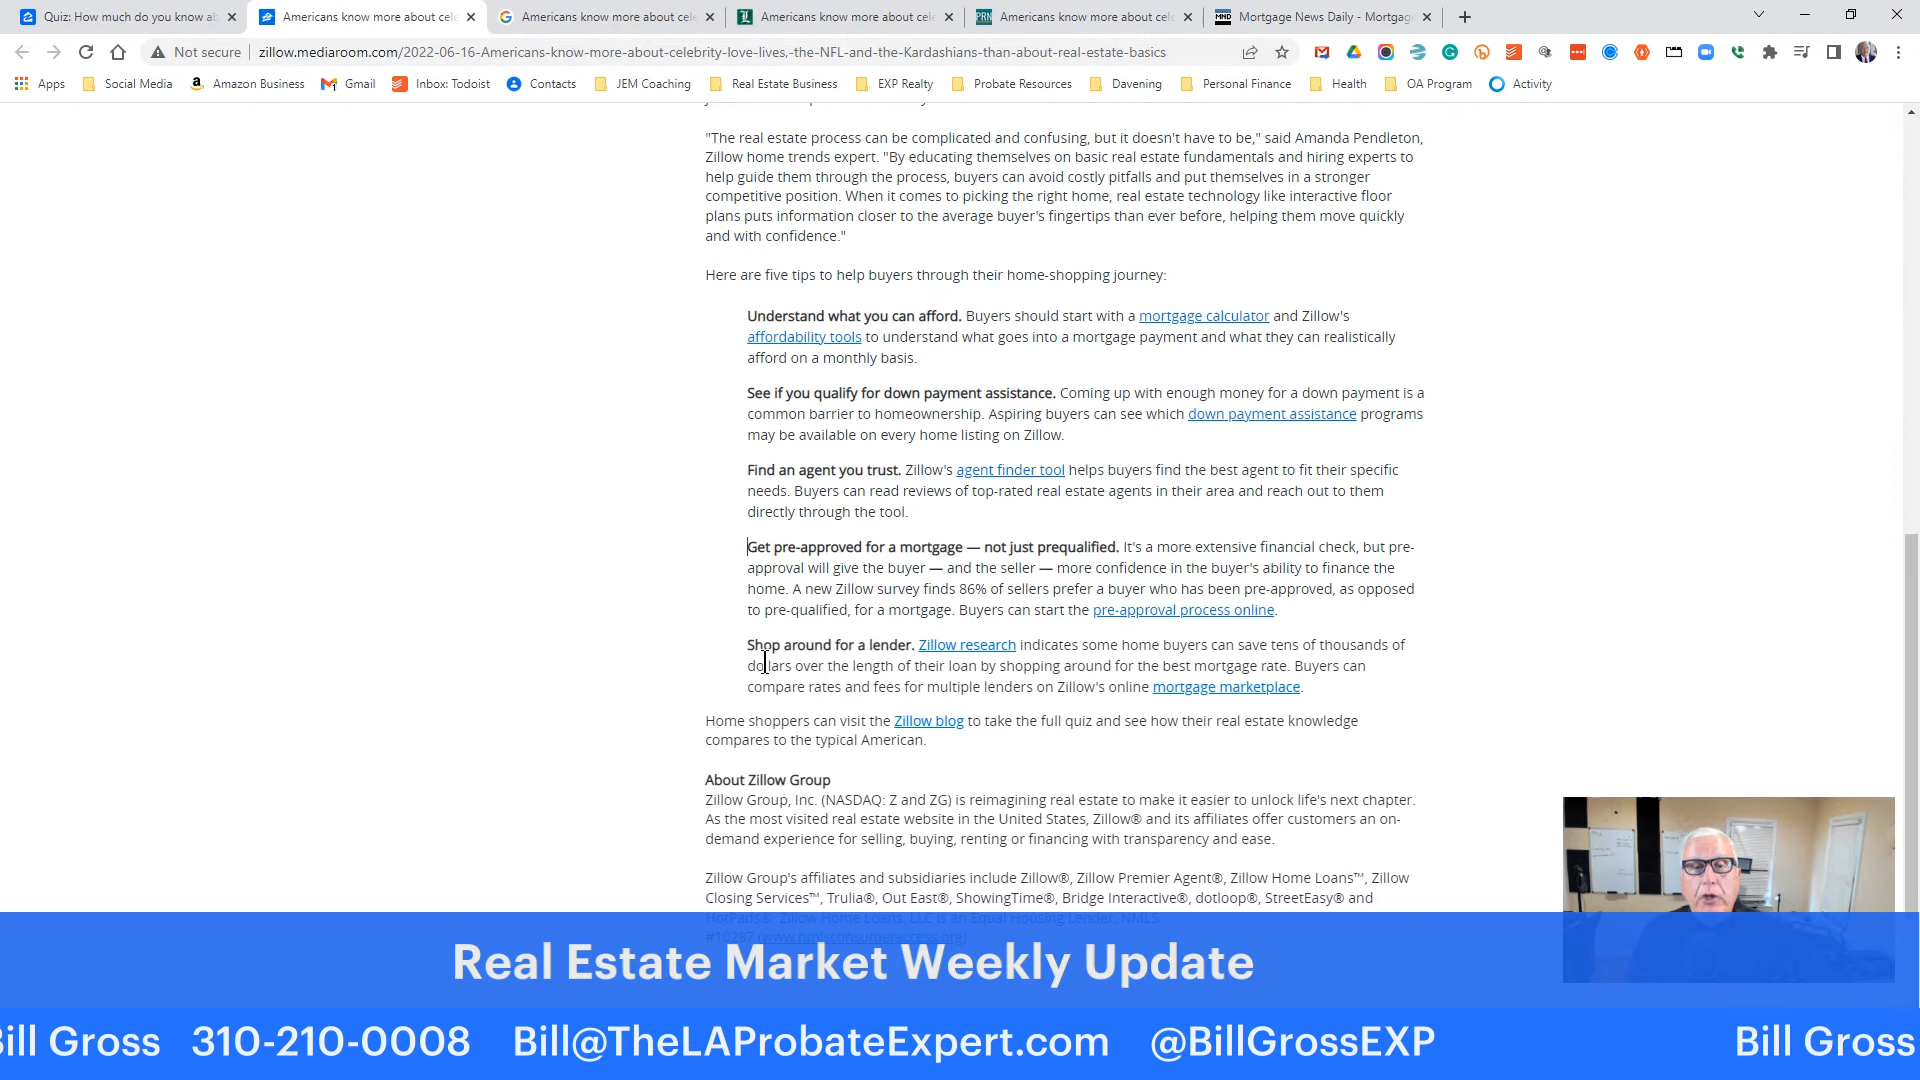 Quiz: How much do you know ab
Americans know more about cele
Americans know more about cele
Americans know more about cele
Americans know more about cele
Mortgage News Daily - Mortgag
Not secure
zillow.mediaroom.com/2022-06-16-Americans-know-more-about-celebrity-love-lives,-the-NFL-and-the-Kardashians-than-about-real-estate-basics
Apps
Social Media
Amazon Business
Gmail
Inbox: Todoist
Contacts
JEM Coaching
Real Estate Business
EXP Realty
Probate Resources
Davening
Personal Finance
Health
OA Program
Activity
"The real estate process can be complicated and confusing, but it doesn't have to be," said Amanda Pendleton,
Zillow home trends expert. "By educating themselves on basic real estate fundamentals and hiring experts to
help guide them through the process, buyers can avoid costly pitfalls and put themselves in a stronger
competitive position. When it comes to picking the right home, real estate technology like interactive floor
plans puts information closer to the average buyer's fingertips than ever before, helping them move quickly
and with confidence."
Here are five tips to help buyers through their home-shopping journey:
Understand what you can afford. Buyers should start with a mortgage calculator and Zillow's
affordability tools to understand what goes into a mortgage payment and what they can realistically
afford on a monthly basis.
See if you qualify for down payment assistance. Coming up with enough money for a down payment is a
common barrier to homeownership. Aspiring buyers can see which down payment assistance programs
may be available on every home listing on Zillow.
Find an agent you trust. Zillow's agent finder tool helps buyers find the best agent to fit their specific
needs. Buyers can read reviews of top-rated real estate agents in their area and reach out to them
directly through the tool.
Get pre-approved for a mortgage — not just prequalified. It's a more extensive financial check, but pre-
approval will give the buyer — and the seller — more confidence in the buyer's ability to finance the
home. A new Zillow survey finds 86% of sellers prefer a buyer who has been pre-approved, as opposed
to pre-qualified, for a mortgage. Buyers can start the pre-approval process online.
Shop around for a lender. Zillow research indicates some home buyers can save tens of thousands of
dollars over the length of their loan by shopping around for the best mortgage rate. Buyers can
compare rates and fees for multiple lenders on Zillow's online mortgage marketplace.
Home shoppers can visit the Zillow blog to take the full quiz and see how their real estate knowledge
compares to the typical American.
About Zillow Group
Zillow Group, Inc. (NASDAQ: Z and ZG) is reimagining real estate to make it easier to unlock life's next chapter.
As the most visited real estate website in the United States, Zillow® and its affiliates offer customers an on-
demand experience for selling, buying, renting or financing with transparency and ease.
Zillow Group's affiliates and subsidiaries include Zillow®, Zillow Premier Agent®, Zillow Home Loans™, Zillow
Closing Services™, Trulia®, Out East®, ShowingTime®, Bridge Interactive®, dotloop®, StreetEasy® and
HotPads®. Zillow Home Loans, LLC is an Equal Housing Lender, NMLS
#10287 (www.nmlsconsumeraccess.org).
Real Estate Market Weekly Update
Bill Gross 310-210-0008 Bill@TheLAProbateExpert.com @BillGrossEXP Bill Gross